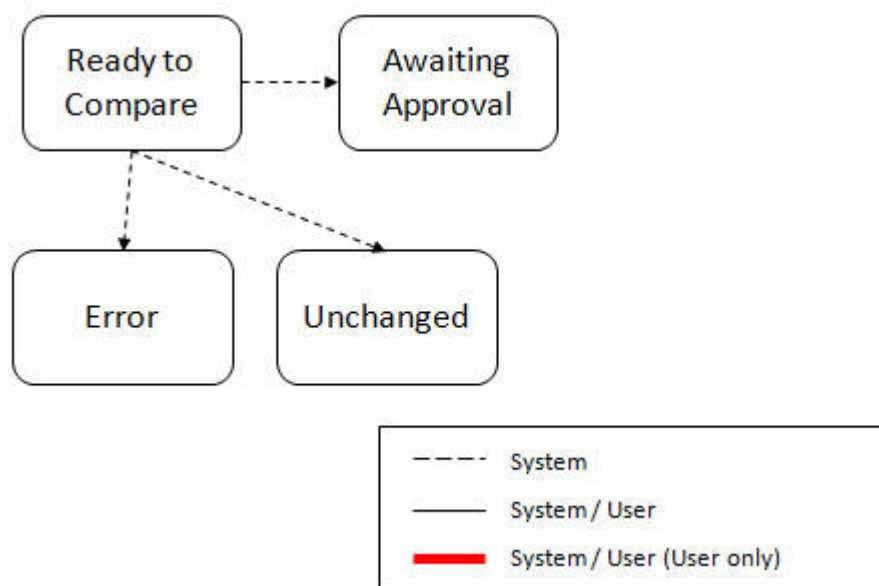 Ready to
Compare
Awaiting
Approval
Error
Unchanged
System
System / User
System / User (User only)